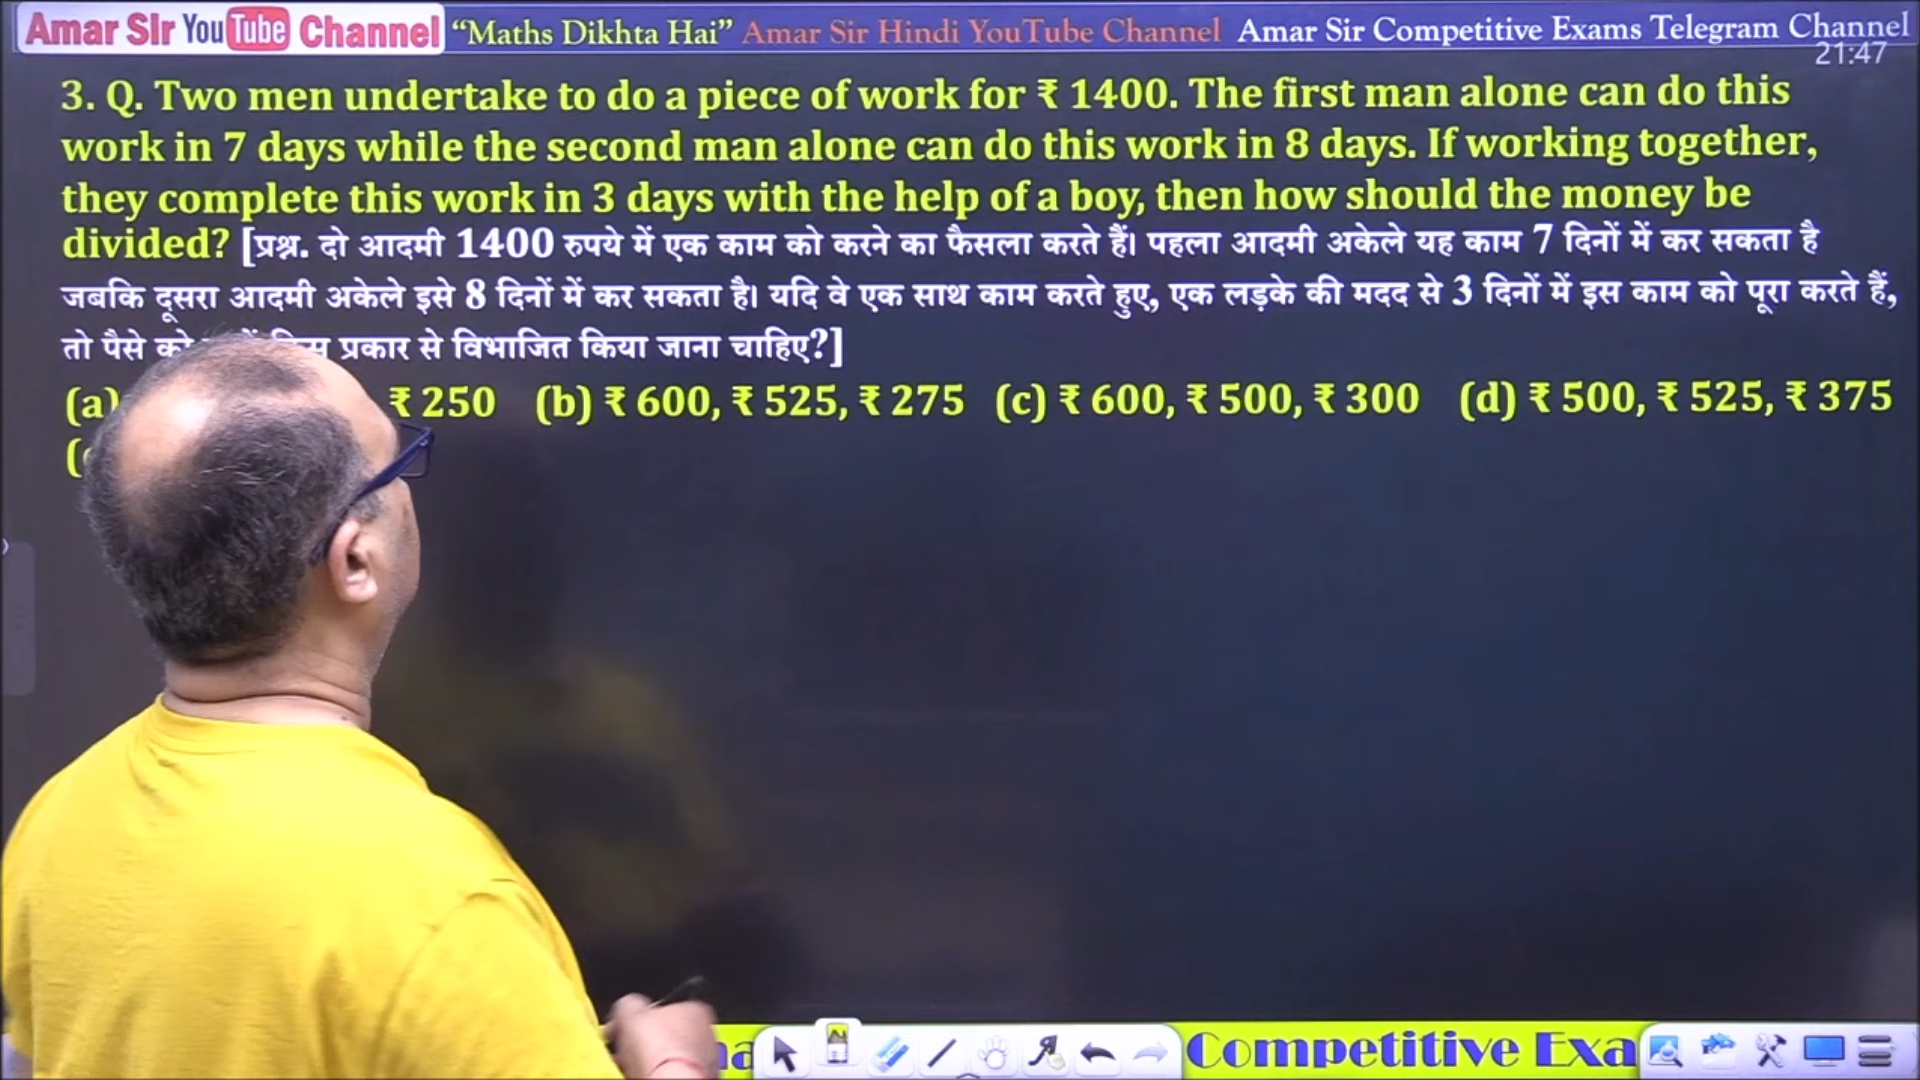 Amar Sir YouTube Channel "Maths Dikhta Hai" Amar Sir Hindi YouTube Channel Amar Sir Competitive Exams Telegram Channel
21:47
3. Q. Two men undertake to do a piece of work for ₹ 1400. The first man alone can do this
work in 7 days while the second man alone can do this work in 8 days. If working together,
they complete this work in 3 days with the help of a boy, then how should the money be
divided? [प्रश्न. दो आदमी 1400 रुपये में एक काम को करने का फैसला करते हैं। पहला आदमी अकेले यह काम 7 दिनों में कर सकता है
जबकि दूसरा आदमी अकेले इसे 8 दिनों में कर सकता है। यदि वे एक साथ काम करते हुए, एक लड़के की मदद से 3 दिनों में इस काम को पूरा करते हैं,
तो पैसे को प्रकार से विभाजित किया जाना चाहिए?]
(a) ₹ 250 (b) ₹ 600, ₹ 525, ₹ 275 (c) ₹ 600, ₹ 500, ₹ 300 (d) ₹ 500, ₹ 525, ₹ 375
Competitive Exa